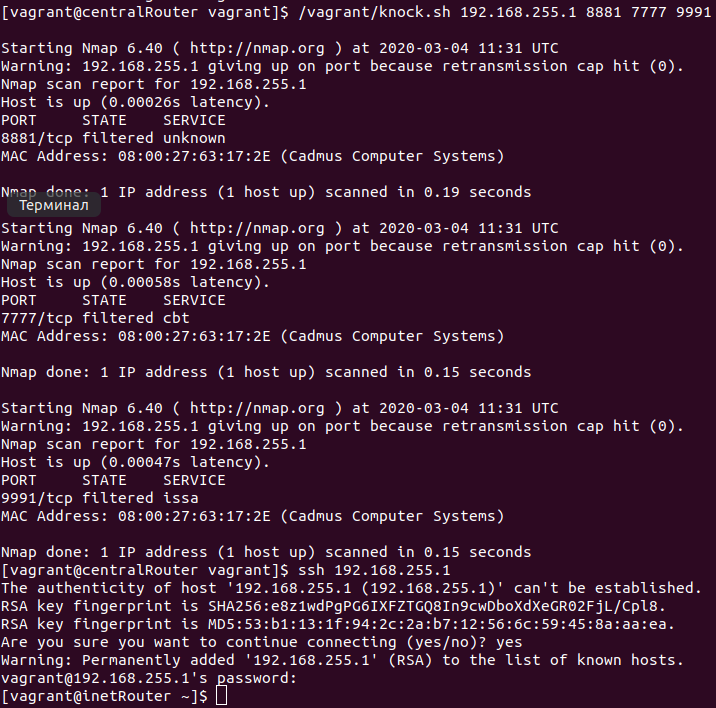 [vagrant@centralRouter vagrant]$ /vagrant/knock.sh 192.168.255.1 8881 7777 9991
Starting Nmap 6.40 ( http://nmap.org ) at 2020-03-04 11:31 UTC
Warning: 192.168.255.1 giving up on port because retransmission cap hit (0).
Nmap scan report for 192.168.255.1
Host is up (0.00026s latency).
PORT     STATE    SERVICE
8881/tcp filtered unknown
MAC Address: 08:00:27:63:17:2E (Cadmus Computer Systems)
Nmap done: 1 IP address (1 host up) scanned in 0.19 seconds
Терминал
Starting Nmap 6.40 ( http://nmap.org ) at 2020-03-04 11:31 UTC
Warning: 192.168.255.1 giving up on port because retransmission cap hit (0).
Nmap scan report for 192.168.255.1
Host is up (0.00058s latency).
PORT     STATE    SERVICE
7777/tcp filtered cbt
MAC Address: 08:00:27:63:17:2E (Cadmus Computer Systems)
Nmap done: 1 IP address (1 host up) scanned in 0.15 seconds
Starting Nmap 6.40 ( http://nmap.org ) at 2020-03-04 11:31 UTC
Warning: 192.168.255.1 giving up on port because retransmission cap hit (0).
Nmap scan report for 192.168.255.1
Host is up (0.00047s latency).
PORT     STATE    SERVICE
9991/tcp filtered issa
MAC Address: 08:00:27:63:17:2E (Cadmus Computer Systems)
Nmap done: 1 IP address (1 host up) scanned in 0.15 seconds
[vagrant@centralRouter vagrant]$ ssh 192.168.255.1
The authenticity of host '192.168.255.1 (192.168.255.1)' can't be established.
RSA key fingerprint is SHA256:e8z1wdPgPG6IXFZTGQ8In9cwDboXdXeGR02FjL/Cpl8.
RSA key fingerprint is MD5:53:b1:13:1f:94:2c:2a:b7:12:56:6c:59:45:8a:aa:ea.
Are you sure you want to continue connecting (yes/no)? yes
Warning: Permanently added '192.168.255.1' (RSA) to the list of known hosts.
vagrant@192.168.255.1's password:
[vagrant@inetRouter ~]$